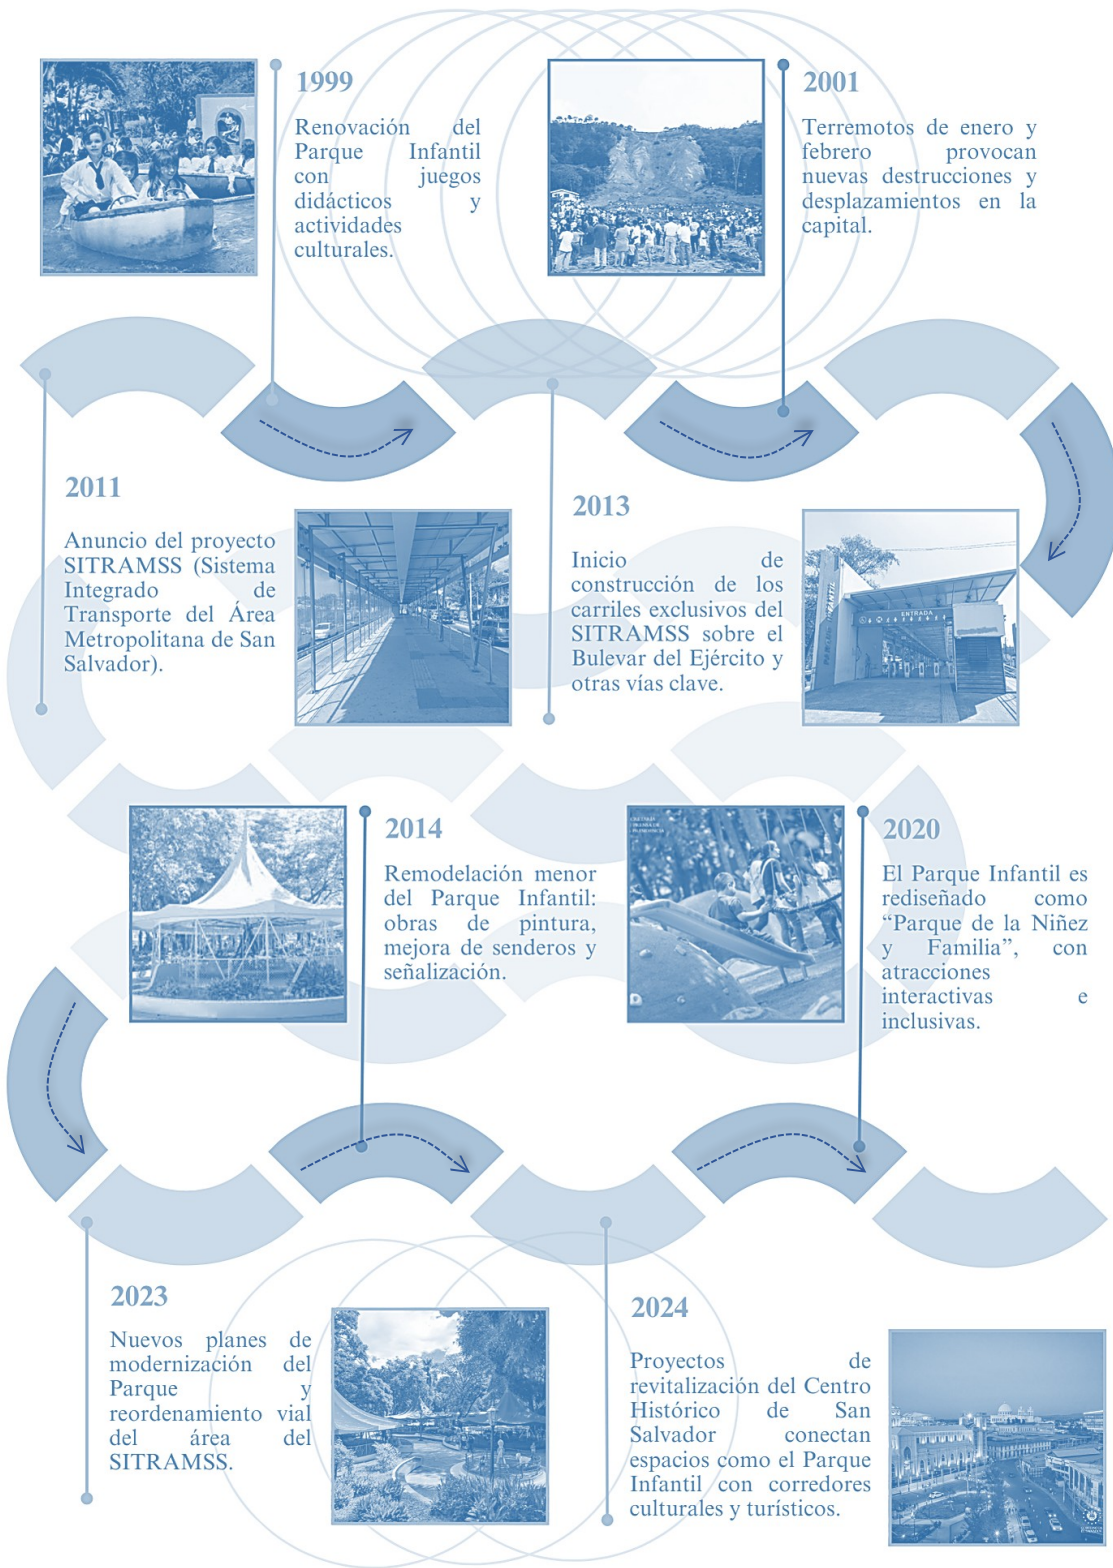 1999
Renovación del
Parque Infantil
con juegos
didácticos y
actividades
culturales.
2001
Terremotos de enero y
febrero provocan
nuevas destrucciones y
desplazamientos en la
capital.
2011
Anuncio del proyecto
SITRAMSS (Sistema
Integrado de
Transporte del Área
Metropolitana de San
Salvador).
2013
Inicio de
construcción de los
carriles exclusivos del
SITRAMSS sobre el
Bulevar del Ejército y
otras vías clave.
ENTRADA
2014
Remodelación menor
del Parque Infantil:
obras de pintura,
mejora de senderos y
señalización.
2020
El Parque Infantil es
rediseñado como
“Parque de la Niñez
y Familia”, con
atracciones
interactivas e
inclusivas.
2023
Nuevos planes de
modernización del
Parque y
reordenamiento vial
del área del
SITRAMSS.
2024
Proyectos de
revitalización del Centro
Histórico de San
Salvador conectan
espacios como el Parque
Infantil con corredores
culturales y turísticos.